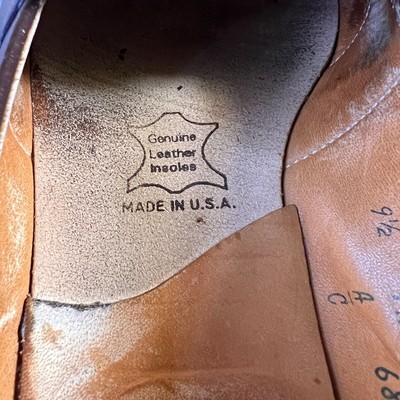 Genuine
Leather
Insoles
MADE IN U.S.A.
9½
A/C